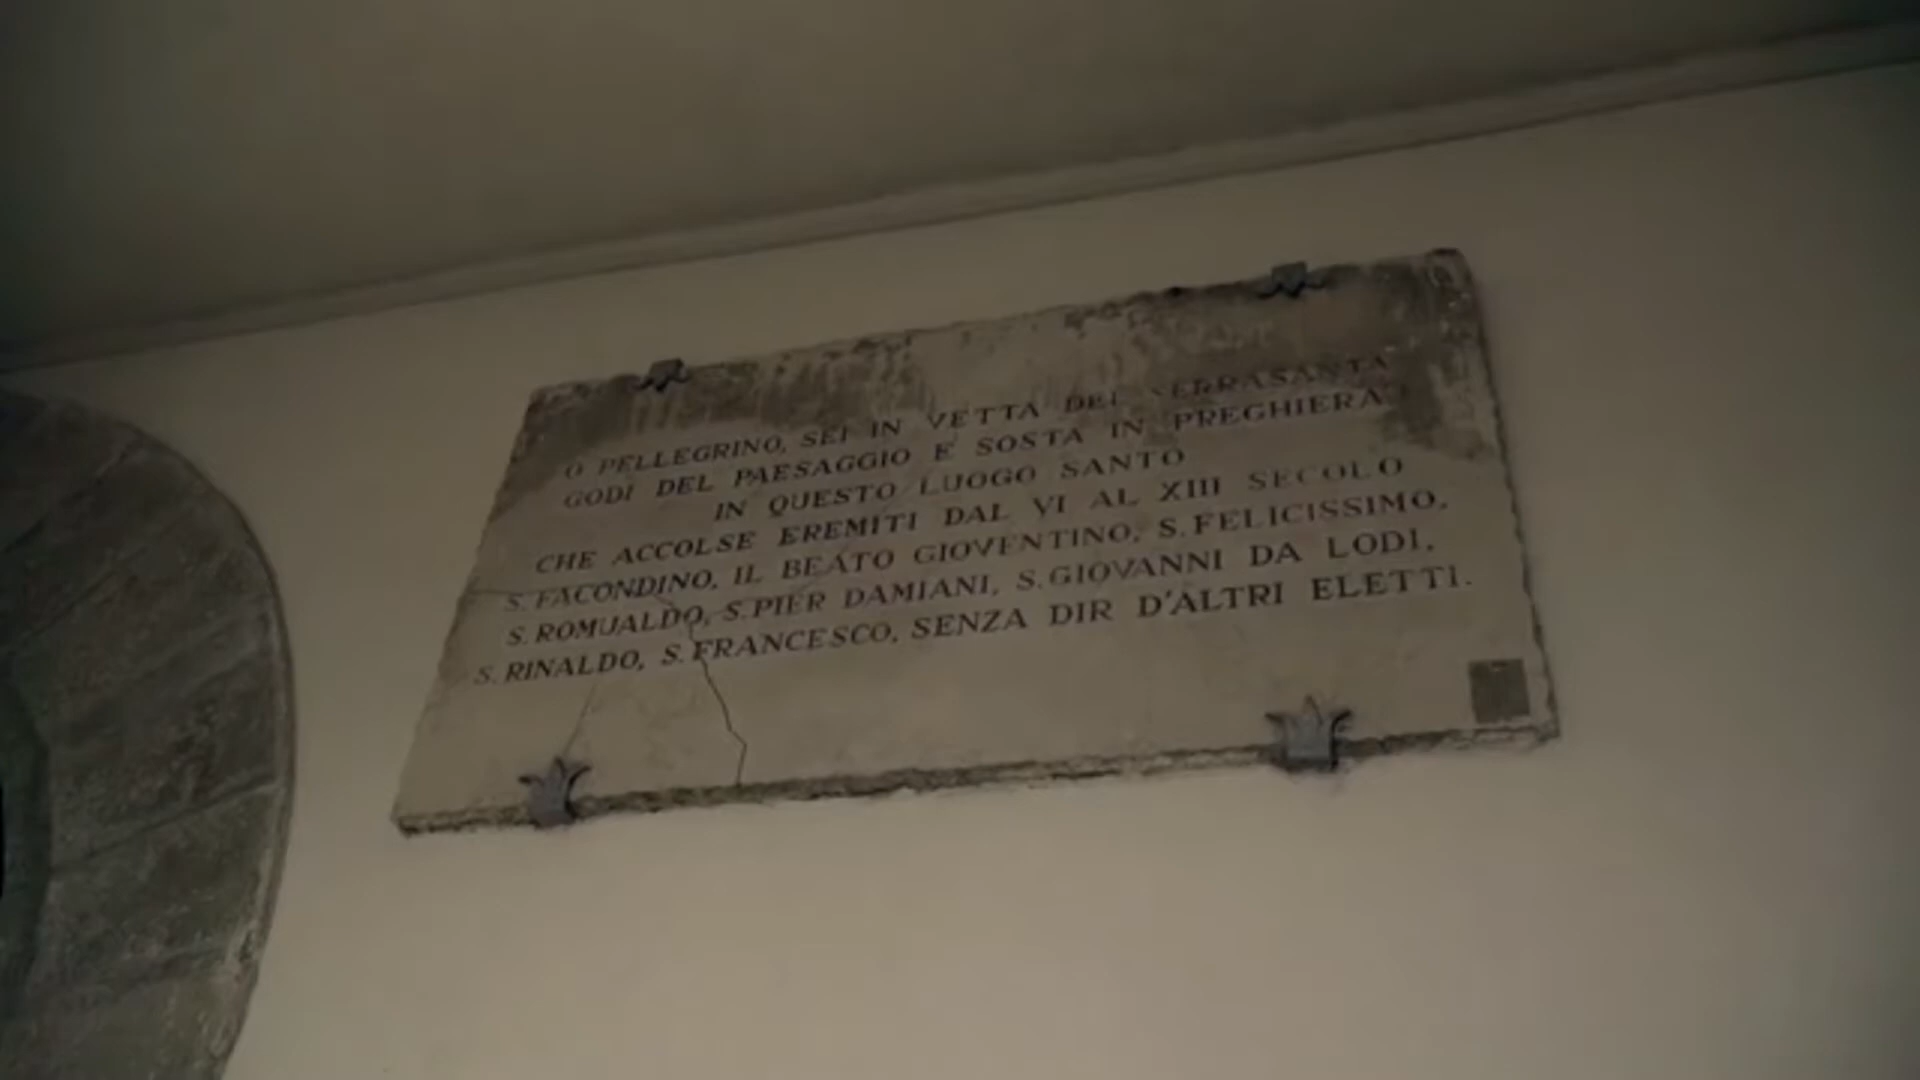 O PELLEGRINO, SEI IN VETTA DEL SERRASANTA
GODI DEL PAESAGGIO E SOSTA IN PREGHIERA
IN QUESTO LUOGO SANTO
CHE ACCOLSE EREMITI DAL VI AL XIII SECOLO
S. FACONDINO, IL BEATO GIOVENTINO, S. FELICISSIMO,
S. ROMUALDO, S. PIER DAMIANI, S. GIOVANNI DA LODI,
S. RINALDO, S. FRANCESCO, SENZA DIR D'ALTRI ELETTI.